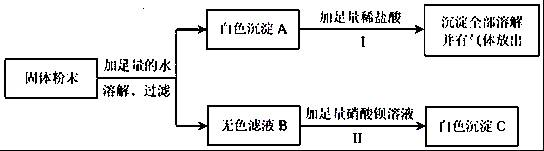 固体粉末
加足量的水
溶解、过滤
白色沉淀 A
加足量稀盐酸
I
沉淀全部溶解
并有气体放出
无色滤液 B
加足量硝酸钡溶液
II
白色沉淀 C